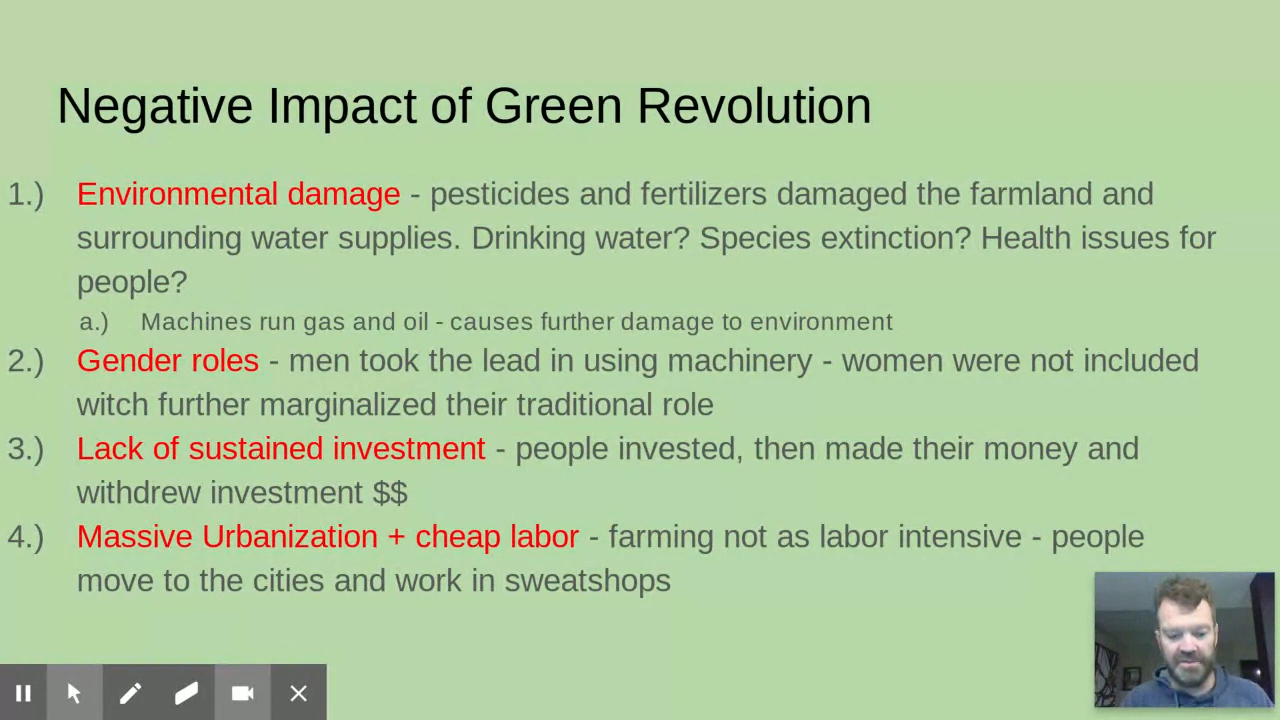 Negative Impact of Green Revolution
1.) Environmental damage - pesticides and fertilizers damaged the farmland and
surrounding water supplies. Drinking water? Species extinction? Health issues for
people?
a.) Machines run gas and oil - causes further damage to environment
2.) Gender roles - men took the lead in using machinery - women were not included
witch further marginalized their traditional role
3.) Lack of sustained investment - people invested, then made their money and
withdrew investment $$
4.) Massive Urbanization + cheap labor - farming not as labor intensive - people
move to the cities and work in sweatshops